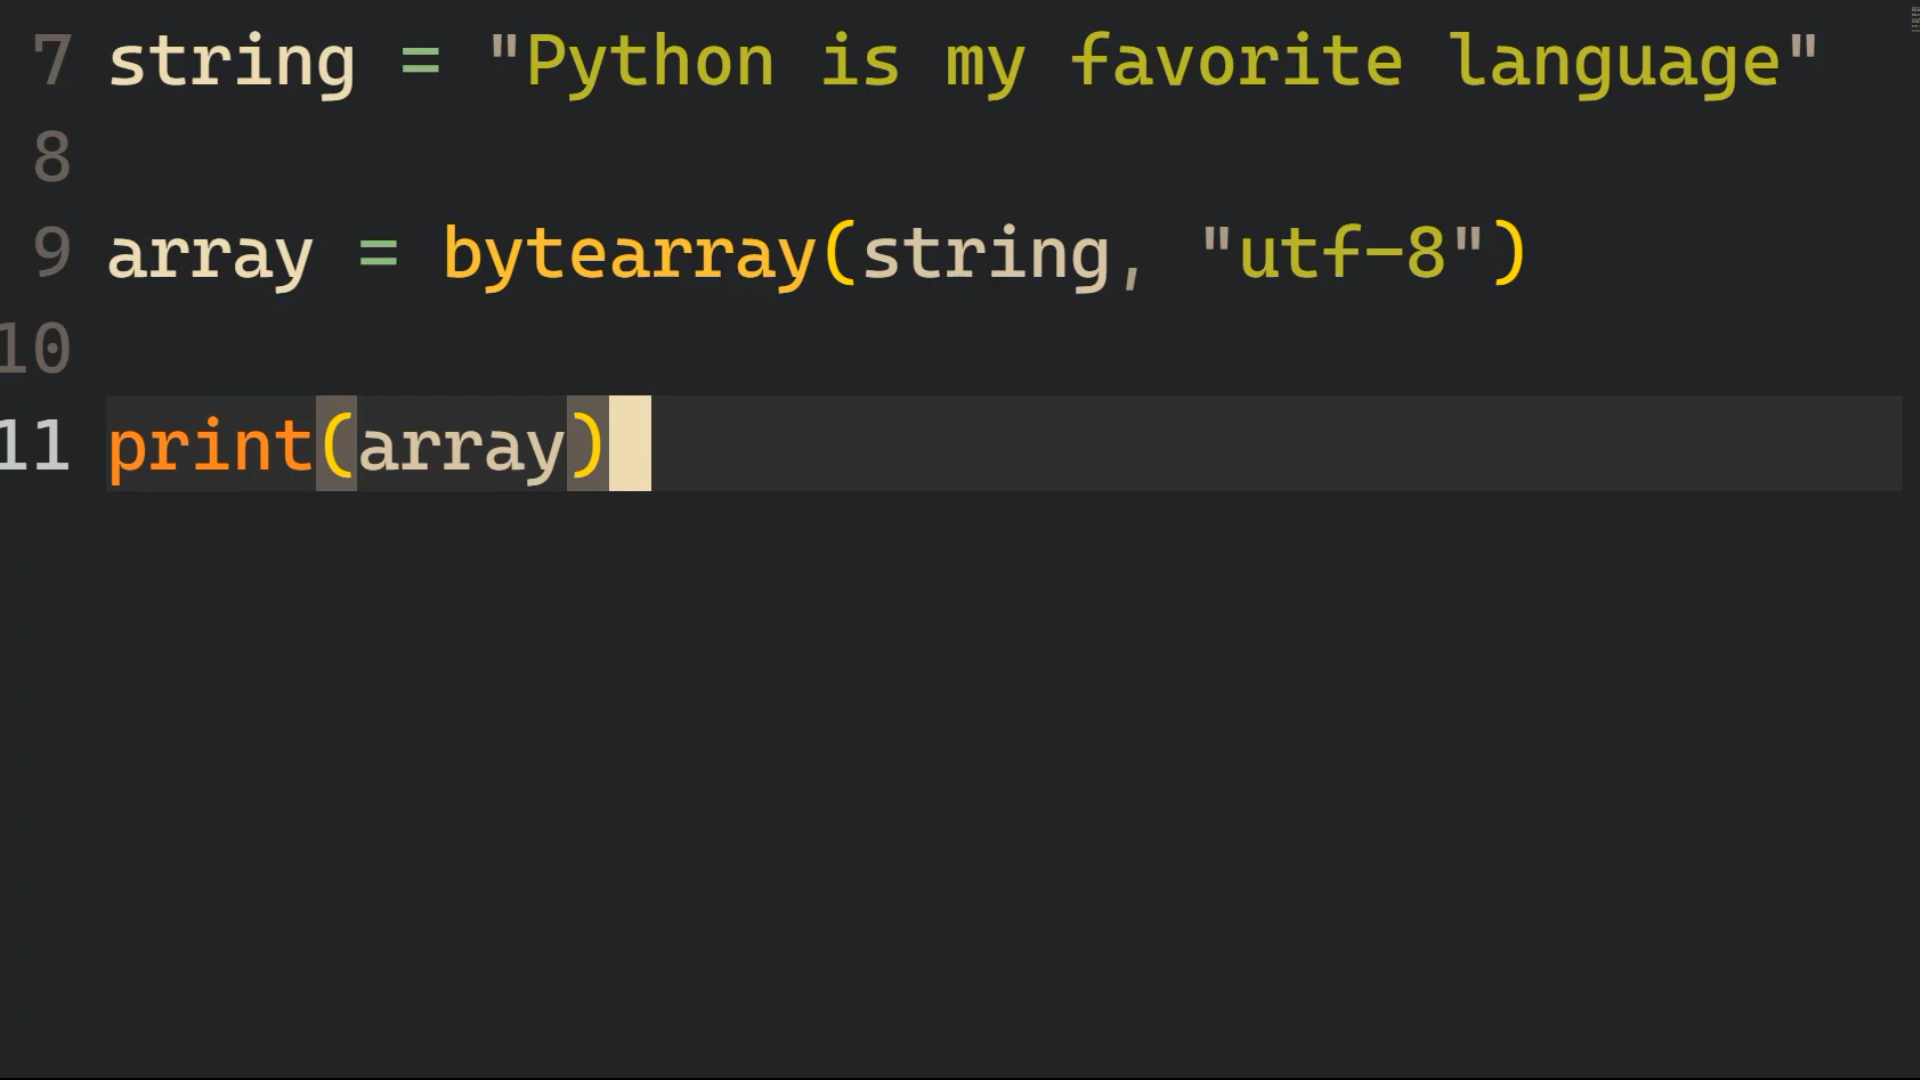 7 string = "Python is my favorite language"
8
9 array = bytearray(string, "utf-8")
10
11 print(array)